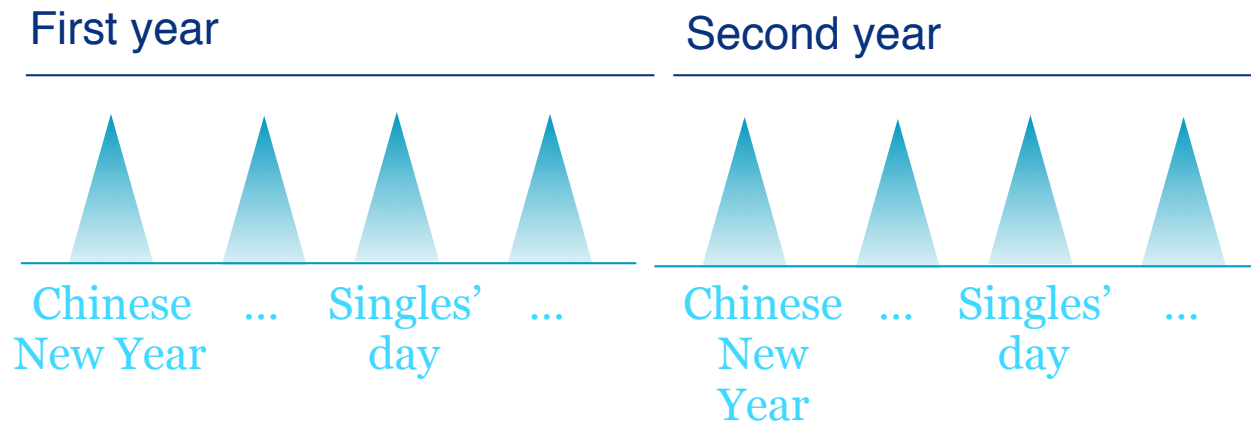 First year
Second year
Chinese
New Year
...
Singles’
day
...
Chinese
New
Year
...
Singles’
day
...